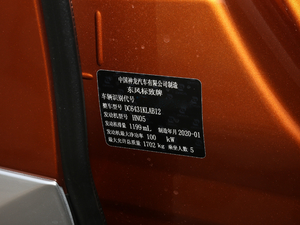 中国神龙汽车有限公司制造
东风标致牌
车辆识别代号
整车型号 DC6431KLAB12
发动机型号 HN05
发动机排量 1199 mL 制造年月 2020-01
发动机最大净功率 100 kW
最大允许总质量 1702 kg 乘坐人数 5